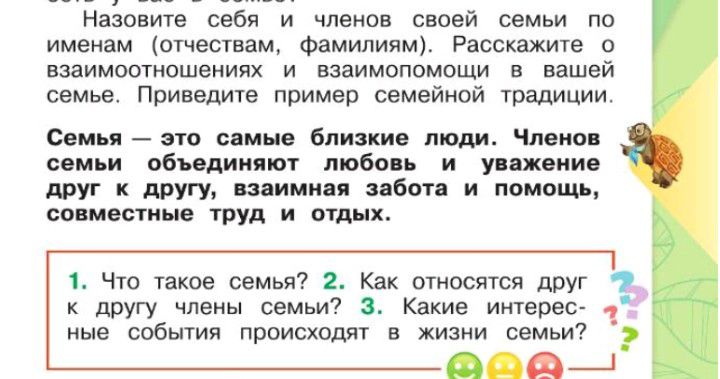 Назовите себя и членов своей семьи по
именам (отчествам, фамилиям). Расскажите о
взаимоотношениях и взаимопомощи в вашей
семье. Приведите пример семейной традиции.
Семья — это самые близкие люди. Членов
семьи объединяют любовь и уважение
друг к другу, взаимная забота и помощь,
совместные труд и отдых.
1. Что такое семья? 2. Как относятся друг
к другу члены семьи? 3. Какие интерес-
ные события происходят в жизни семьи?
? ? ? ?